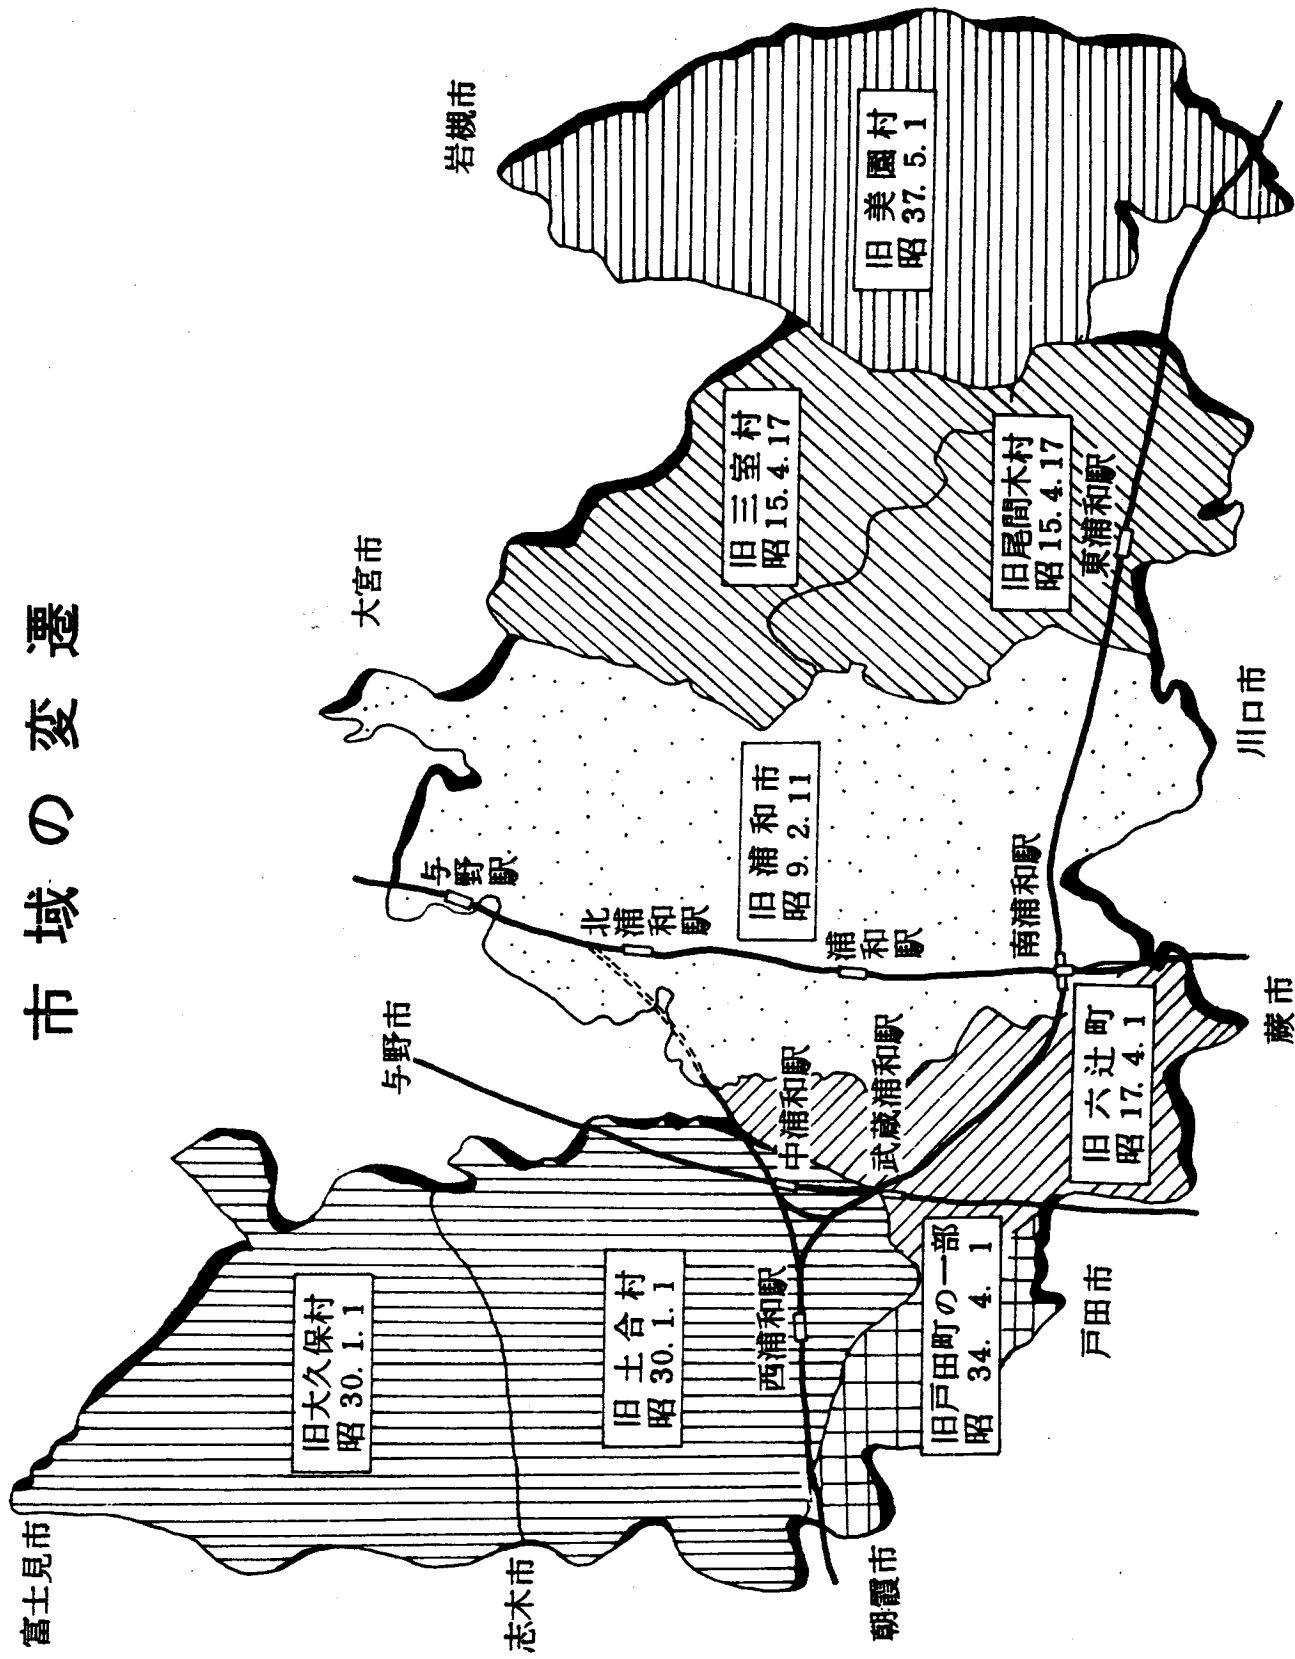 市域の変遷
岩槻市
旧美園村
昭37.5.1
大宮市
旧三室村
昭15.4.17
旧尾間木村
昭15.4.17
東浦和駅
川口市
旧浦和市
昭9.2.11
与野駅
北浦和駅
浦和駅
南浦和駅
与野市
中浦和駅
武蔵浦和駅
旧六辻町
昭17.4.1
蕨市
旧大久保村
昭30.1.1
旧土合村
昭30.1.1
西浦和駅
旧戸田町の一部
昭34.4.1
戸田市
富士見市
志木市
朝霞市